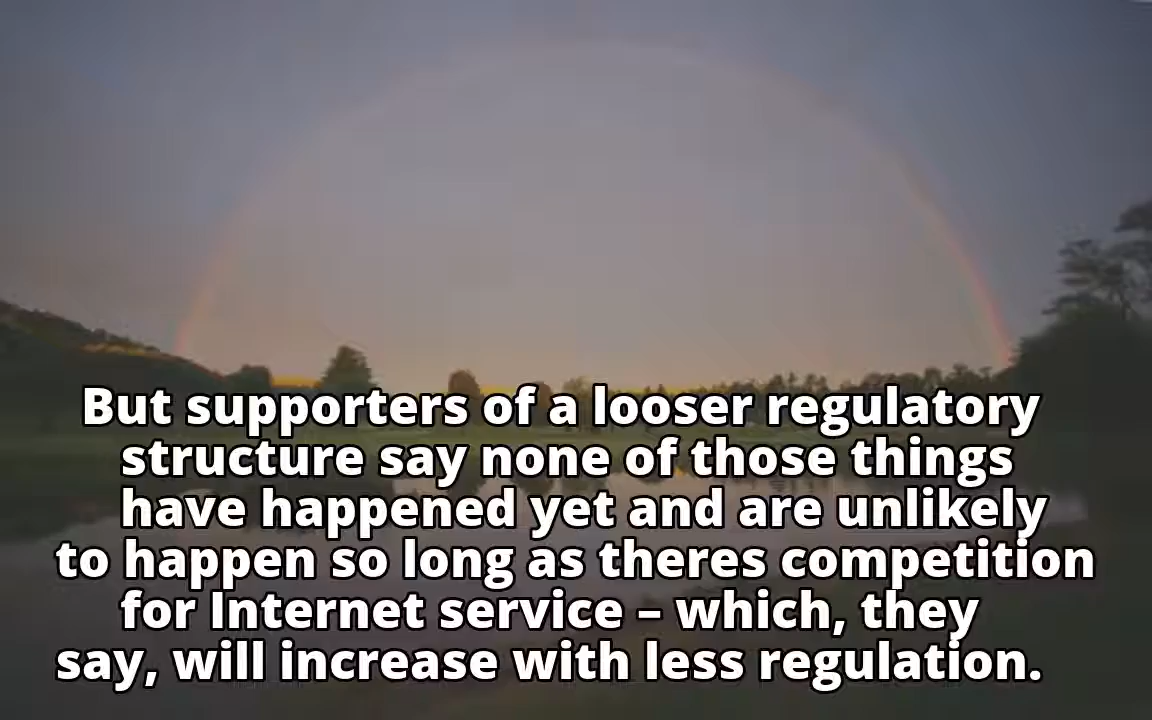 But supporters of a looser regulatory
structure say none of those things
have happened yet and are unlikely
to happen so long as theres competition
for Internet service – which, they
say, will increase with less regulation.